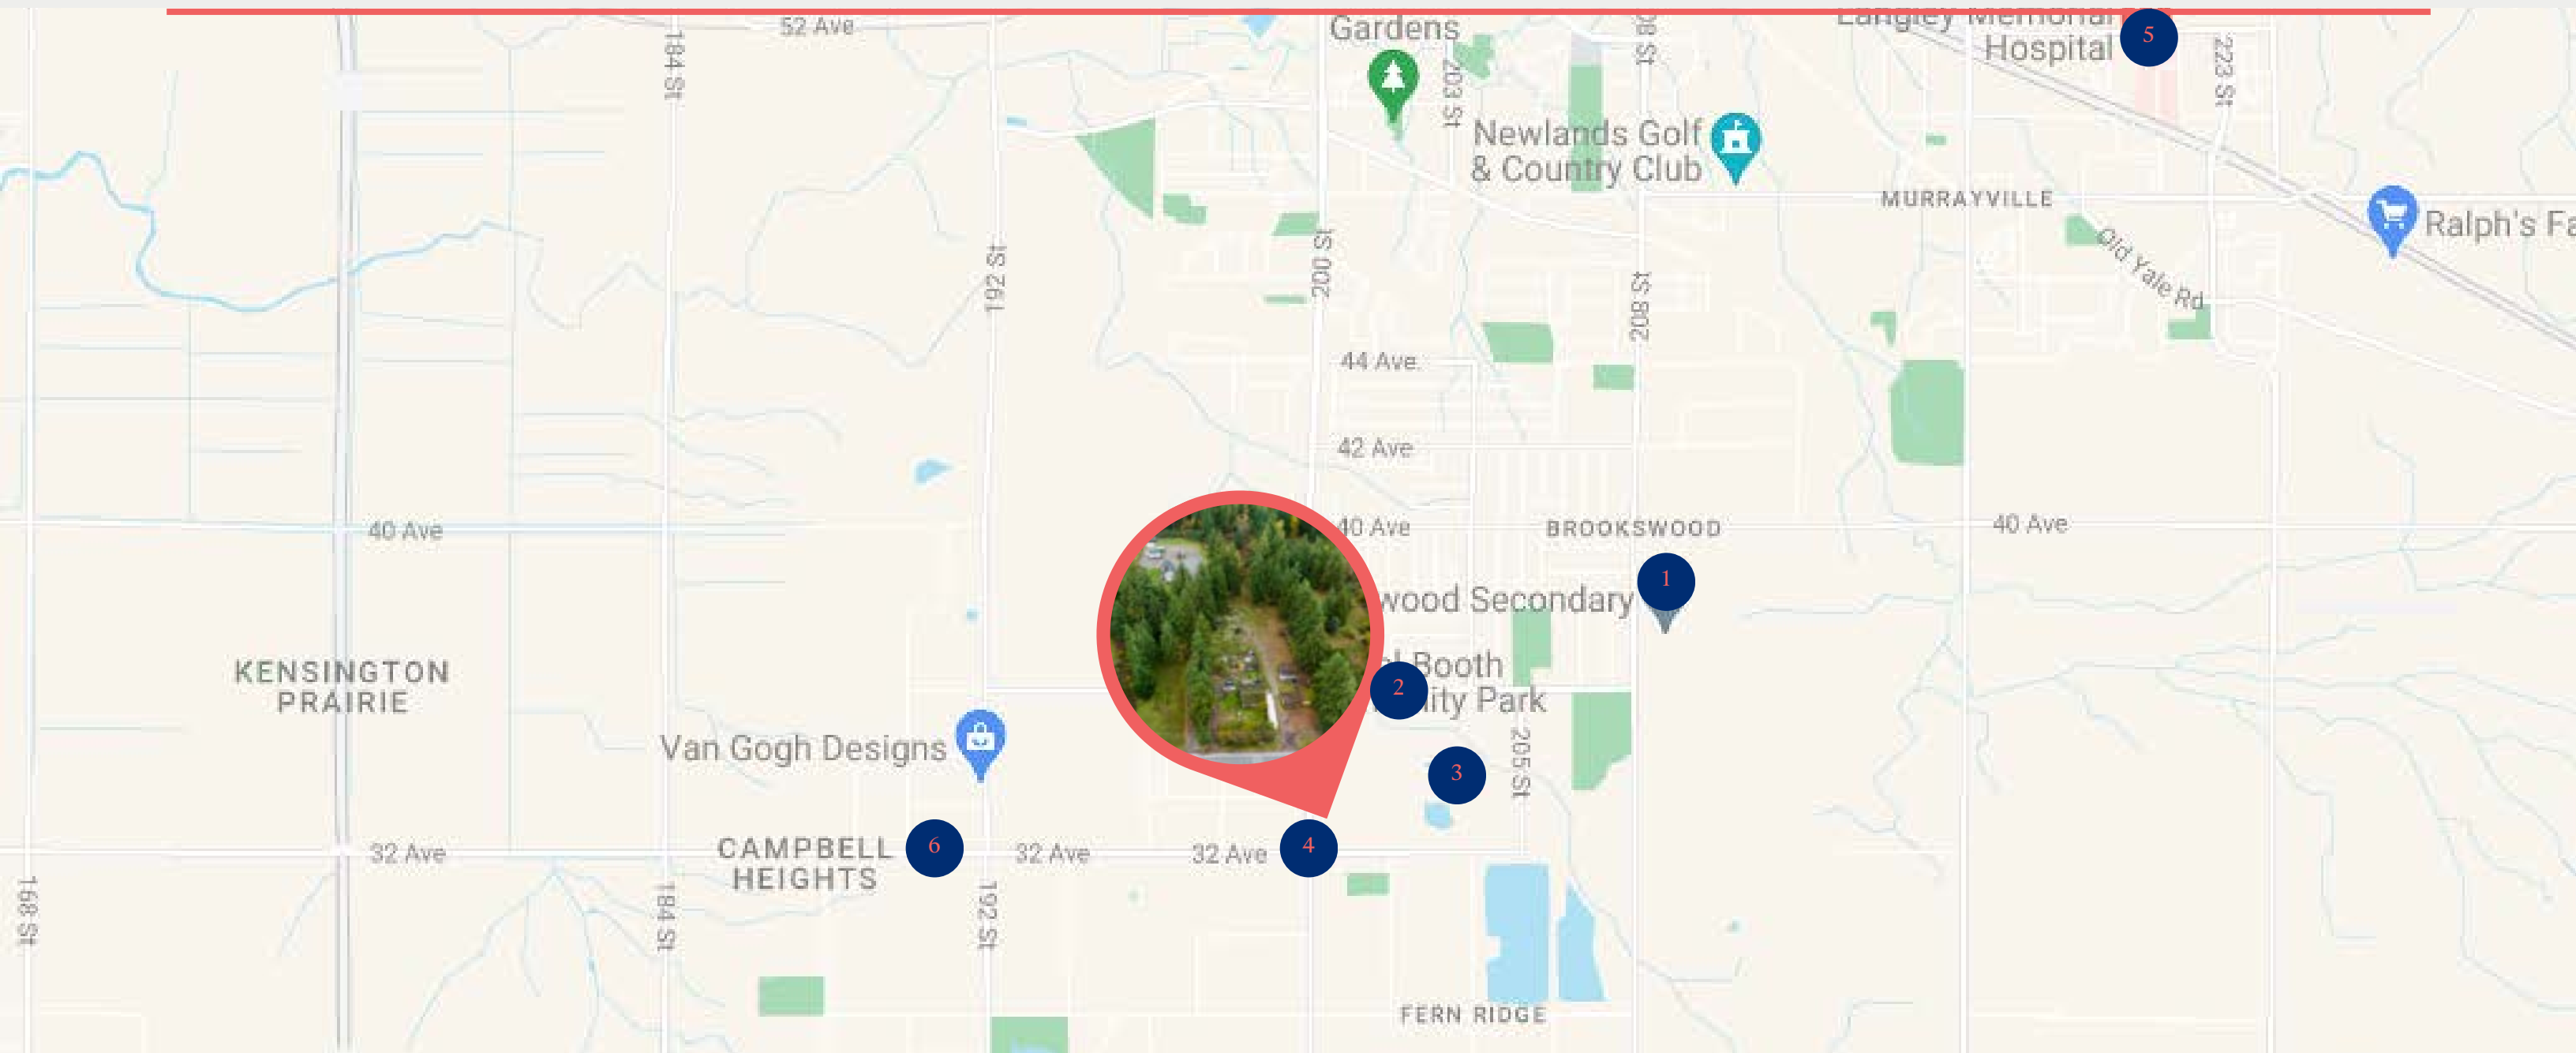 52 Ave
184 St
Gardens
203 St
Langley Memorial
Hospital
5
223 St
Newlands Golf
& Country Club
MURRAYVILLE
Ralph's Fa
Old Yale Rd
192 St
200 St
208 St
44 Ave
42 Ave
40 Ave
40 Ave
BROOKSWOOD
40 Ave
1
wood Secondary
KENSINGTON
PRAIRIE
Booth
2
ity Park
Van Gogh Designs
3
205 St
32 Ave
CAMPBELL
HEIGHTS
6
32 Ave
32 Ave
4
168 St
184 St
192 St
FERN RIDGE